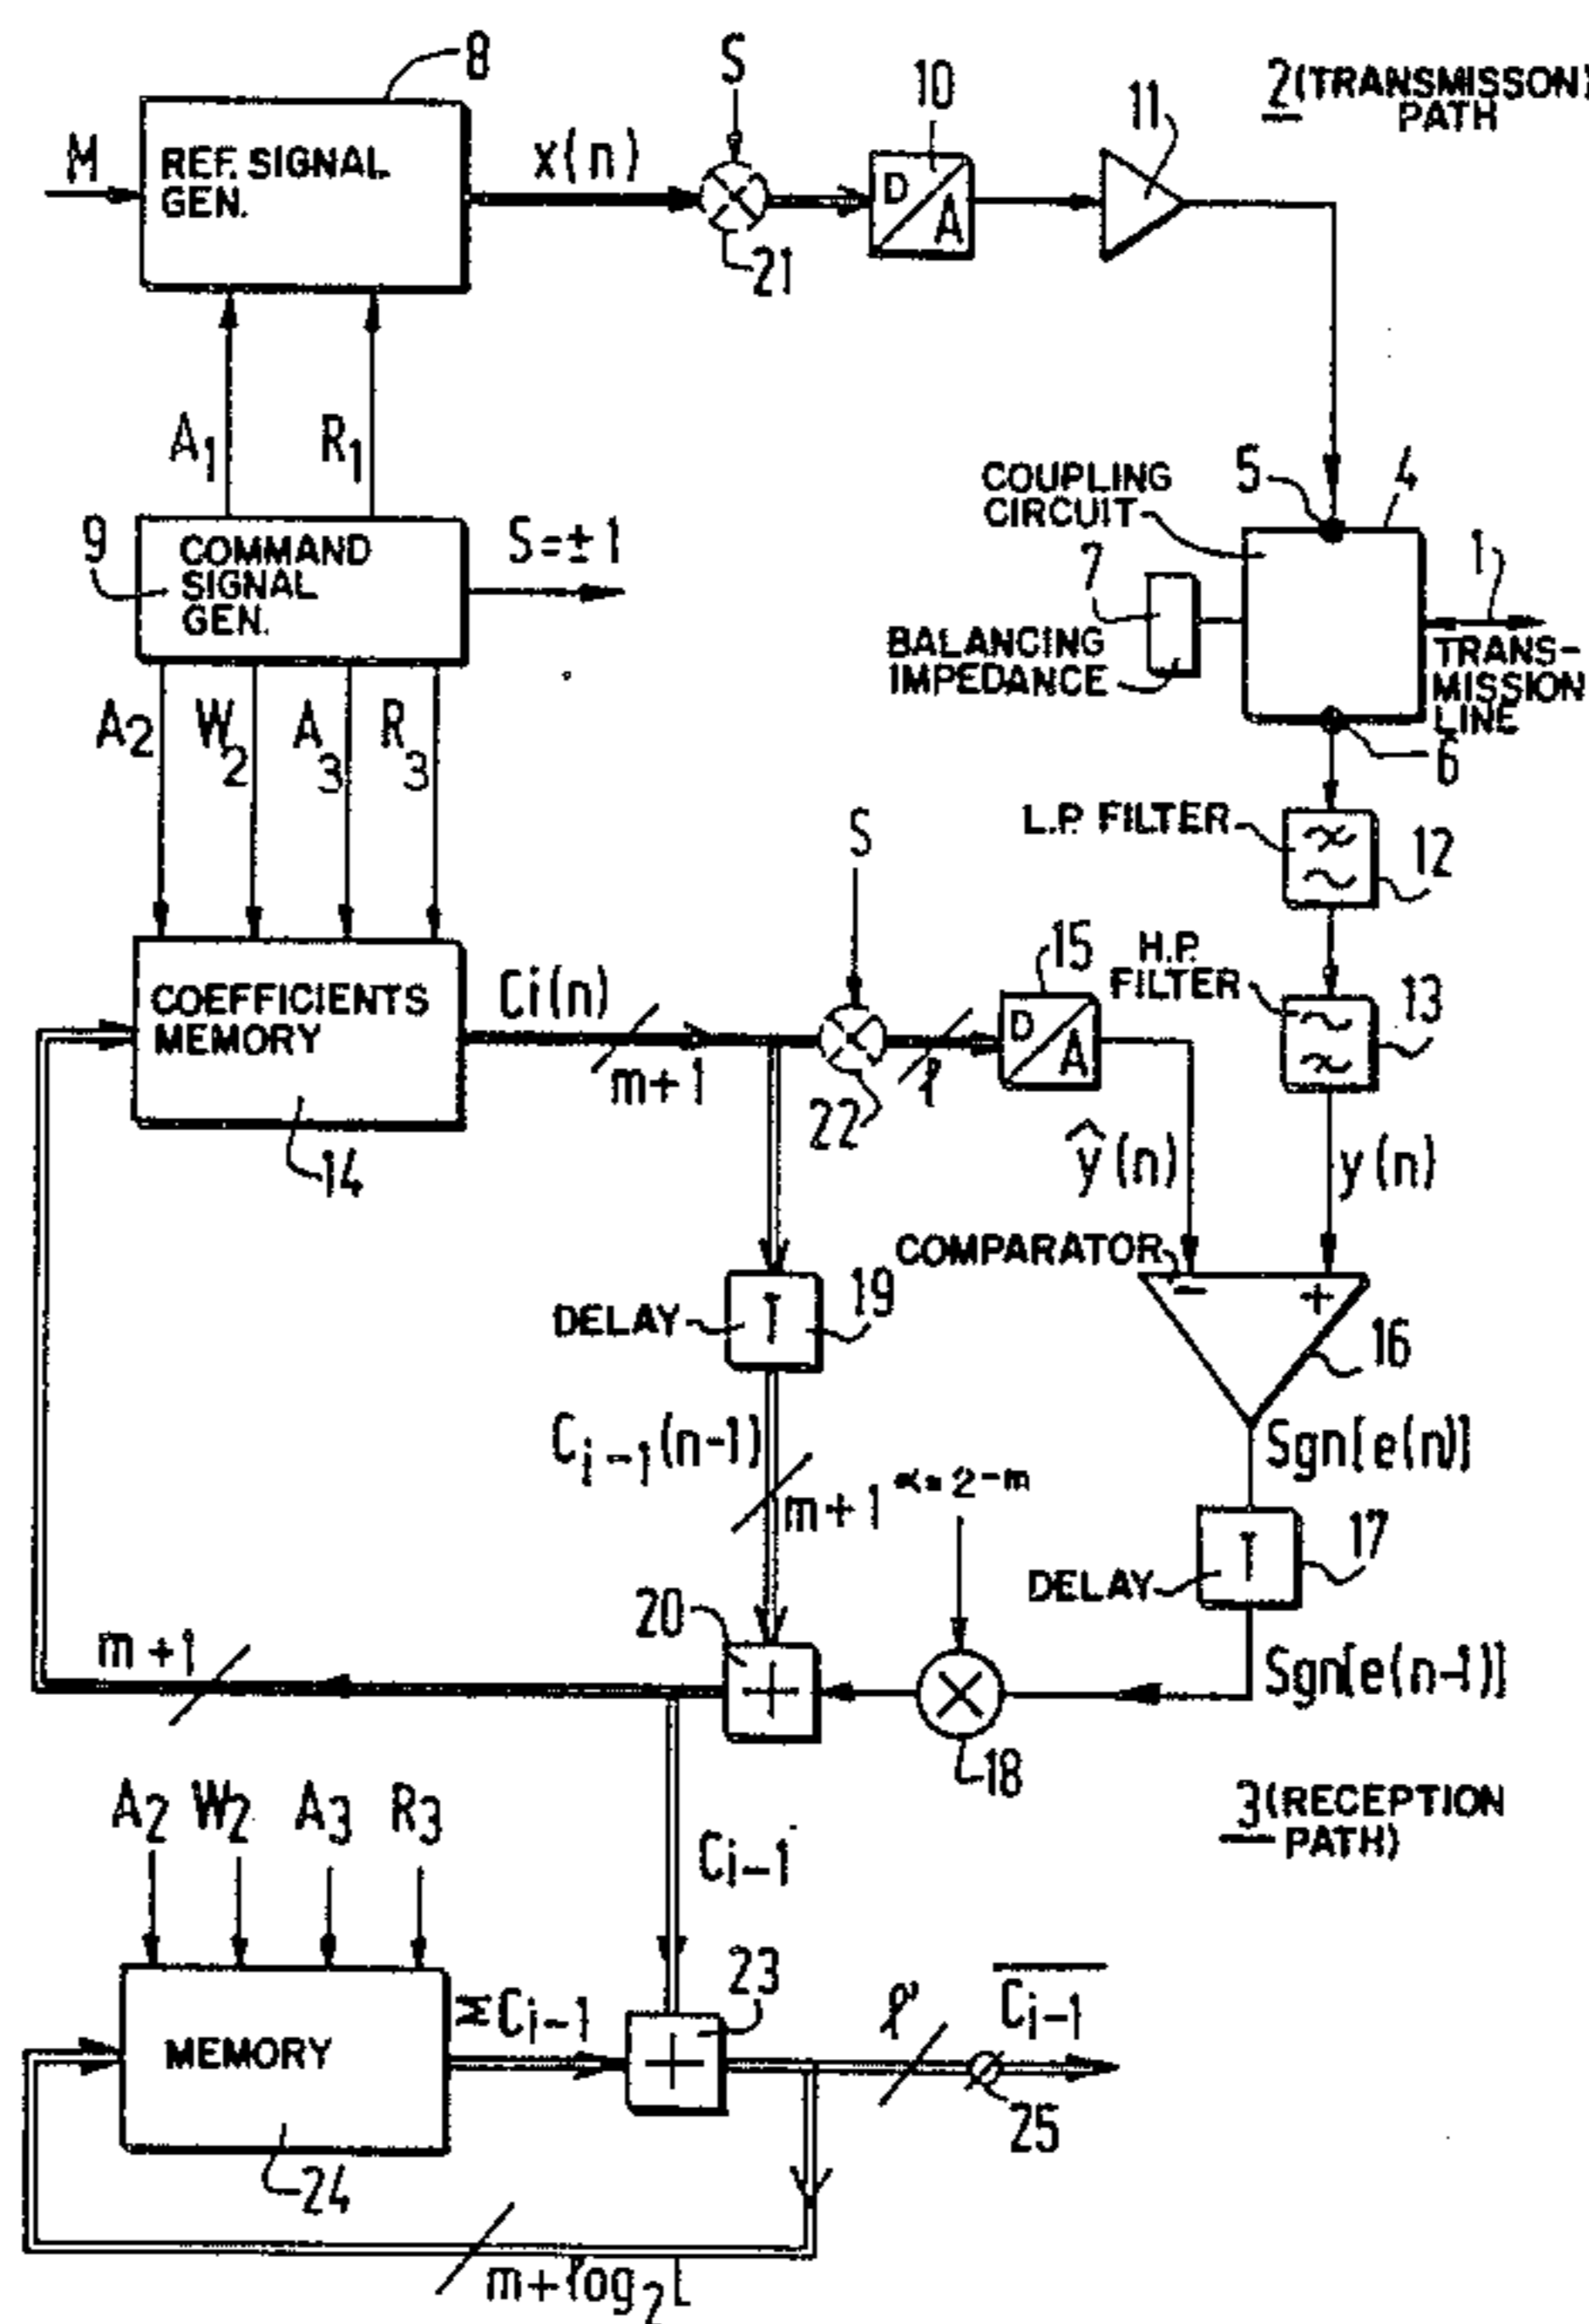 8
S
10
11
2 (TRANSMISSON)
PATH
M
REF. SIGNAL
GEN.
x(n)
D
A
21
A1
R1
5
4
COUPLING
CIRCUIT
9
COMMAND
SIGNAL
GEN.
S=±1
7
1
BALANCING
IMPEDANCE
TRANS-
MISSION
LINE
A2
W2
A3
R3
6
L.P. FILTER
12
S
15
H.P.
FILTER
13
COEFFICIENTS
MEMORY
Ci(n)
m+1
22
ℓ
D
A
14
ŷ(n)
y(n)
COMPARATOR
-
+
DELAY
T
19
16
Ci-1(n-1)
Sgn[e(n)]
m+1
α=2-m
T
17
DELAY
20
m+1
+
Sgn[e(n-1)]
18
A2
W2
A3
R3
3 (RECEPTION
PATH)
Ci-1
23
MEMORY
ΣCi-1
+
ℓ'
C̅i̅-̅1̅
25
24
m+log2L